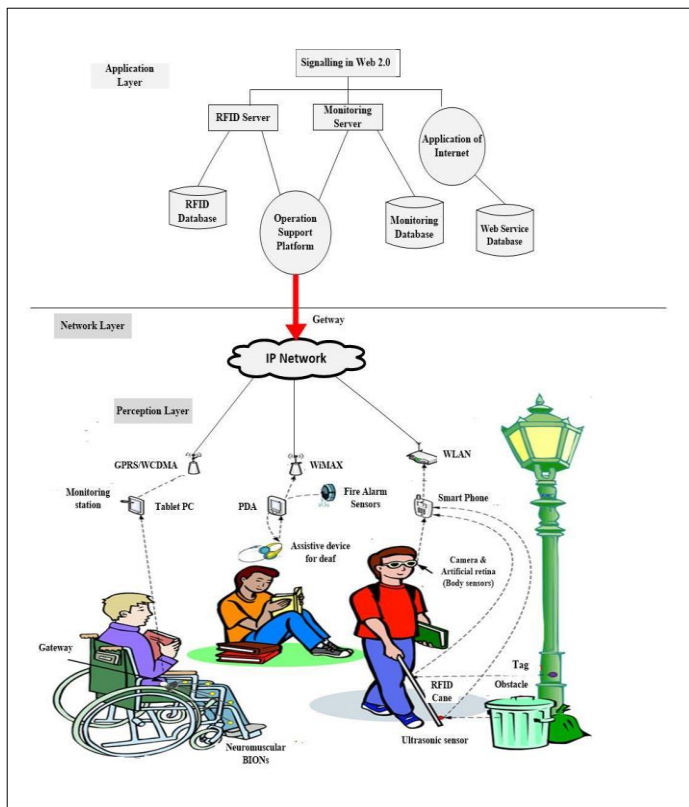 Signalling in Web 2.0
Application
Layer
RFID Server
Monitoring
Server
Application of
Internet
RFID
Database
Operation
Support
Platform
Monitoring
Database
Web Service
Database
Getway
Network Layer
IP Network
Perception Layer
GPRS/WCDMA
WiMAX
WLAN
Monitoring
station
Tablet PC
PDA
Fire Alarm
Sensors
Smart Phone
Assistive device
for deaf
Camera &
Artificial retina
(Body sensors)
Gateway
Tag
RFID
Cane
Obstacle
Ultrasonic sensor
Neuromuscular
BIONs